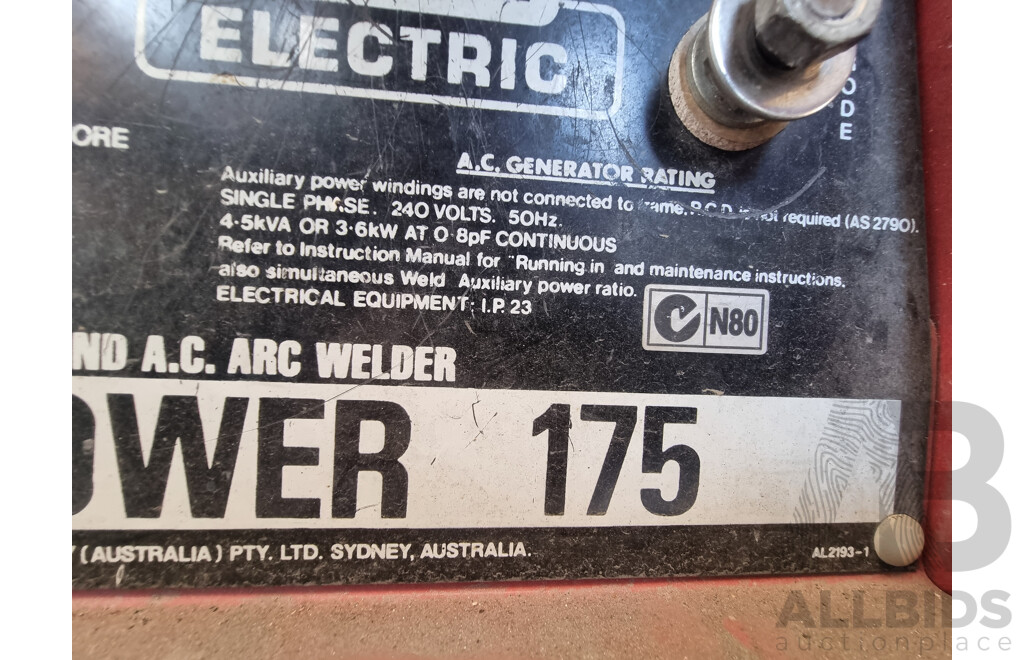 ELECTRIC
ODE
ORE
A.C. GENERATOR RATING
Auxiliary power windings are not connected to frame, R.C.D. is not required (AS 2790).
SINGLE PHASE. 240 VOLTS. 50Hz.
4·5kVA OR 3·6kW AT 0·8pF CONTINUOUS
Refer to Instruction Manual for "Running in and maintenance instructions,
also simultaneous Weld Auxiliary power ratio.
ELECTRICAL EQUIPMENT: I.P. 23
N80
ND A.C. ARC WELDER
OWER 175
Y (AUSTRALIA) PTY. LTD. SYDNEY, AUSTRALIA.
AL2193-1
ALLBIDS
auctionplace